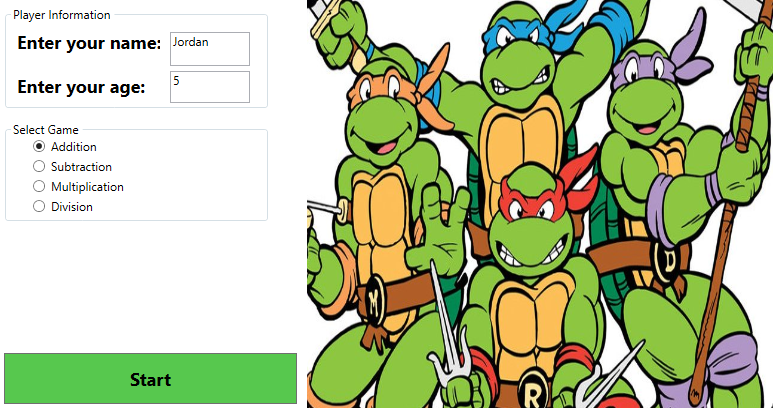 Player Information
Enter your name: Jordan
Enter your age: 5
Select Game
Addition
Subtraction
Multiplication
Division
Start
M
D
R